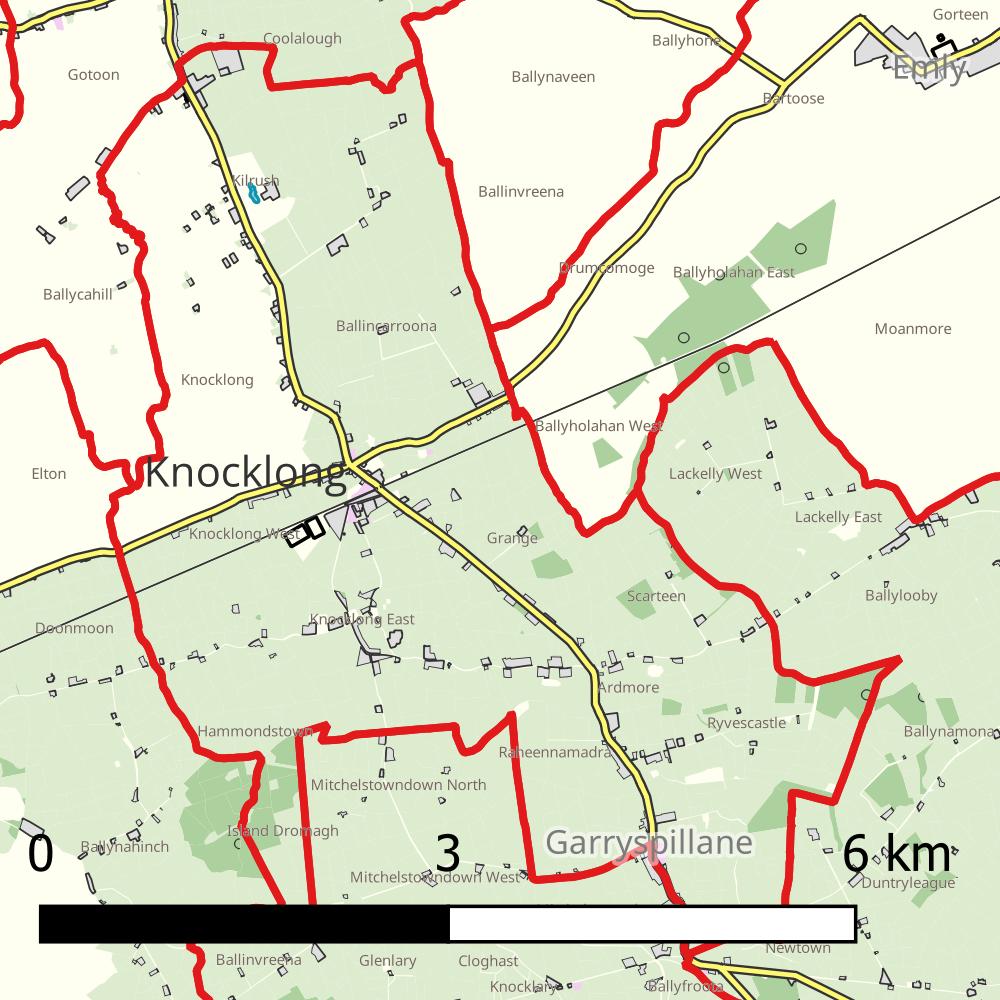 Gorteen
Coolalough
Ballyhone
Gotoon
Ballynaveen
Emly
Bartoose
Kilrush
Ballinvreena
Drumcomoge
Ballyholahan East
Ballycahill
Ballincarroona
Moanmore
Knocklong
Ballyholahan West
Elton
Knocklong
Lackelly West
Lackelly East
Knocklong West
Grange
Scarteen
Ballylooby
Doonmoon
Knocklong East
Ardmore
Ryvescastle
Hammondstown
Ballynamona
Raheennamadra
Mitchelstowndown North
Island Dromagh
Ballynaninch
Garryspillane
0 3 6 km
Mitchelstowndown West
Duntryleague
Newtown
Ballinvreena
Glenlary
Cloghast
Knocklary
Ballyfroota